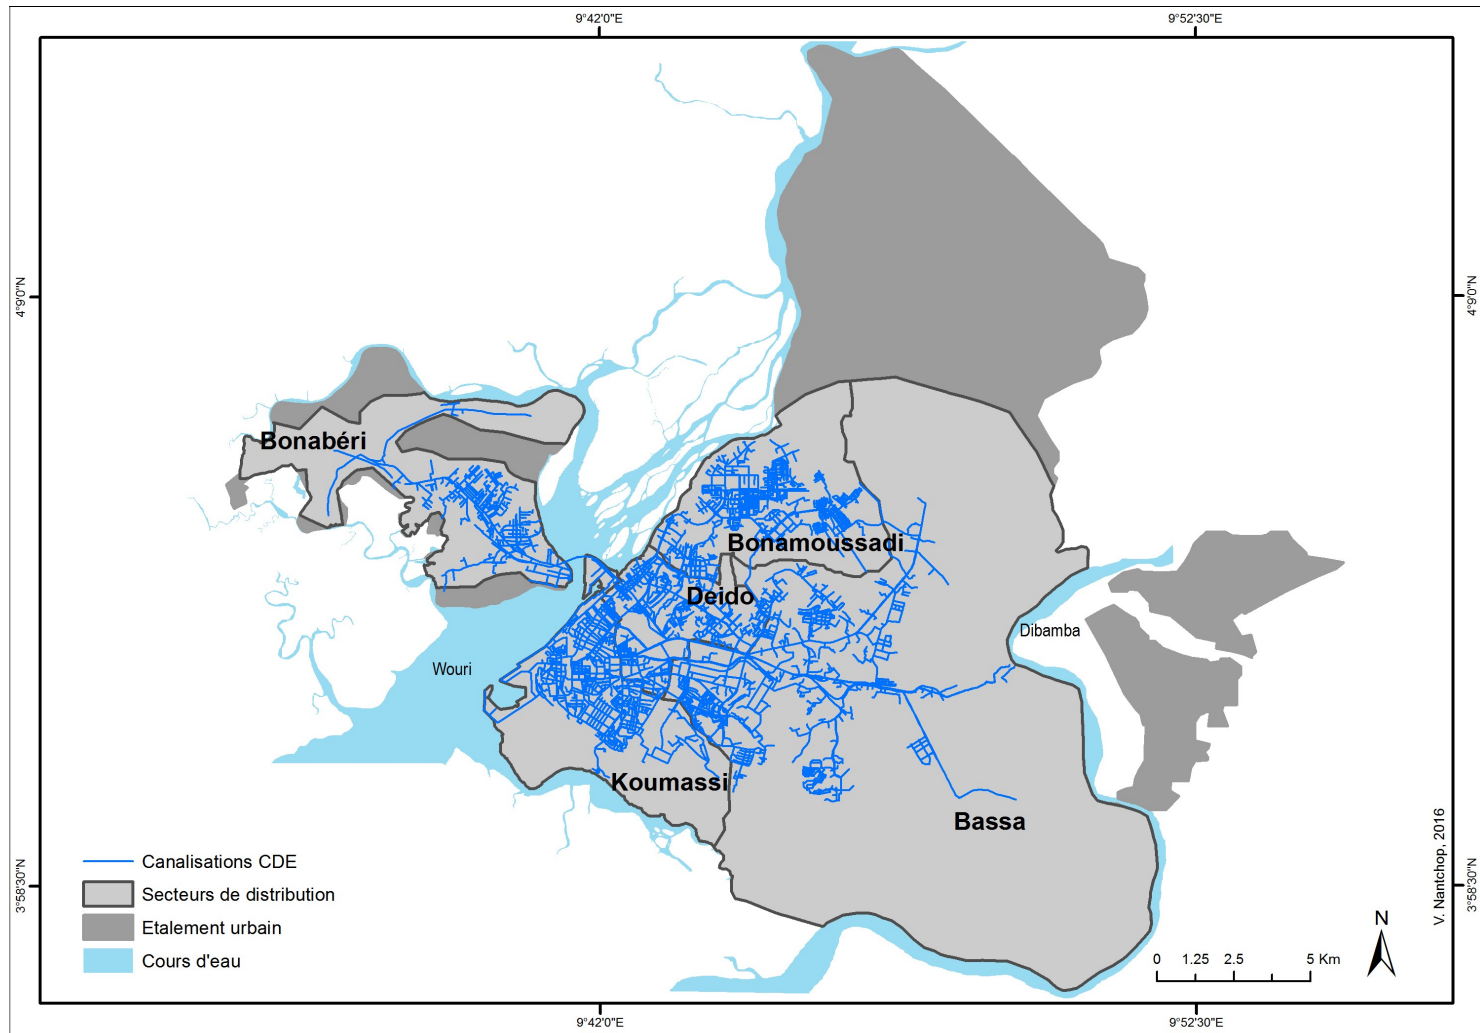 9°42'0"E
9°52'30"E
4°9'0"N
4°9'0"N
Bonabéri
Bonamoussadi
Deido
Dibamba
Wouri
Koumassi
Bassa
Canalisations CDE
Secteurs de distribution
Etalement urbain
Cours d'eau
3°58'30"N
3°58'30"N
V. Nantchop, 2016
N
0 1.25 2.5 5 Km
9°42'0"E
9°52'30"E